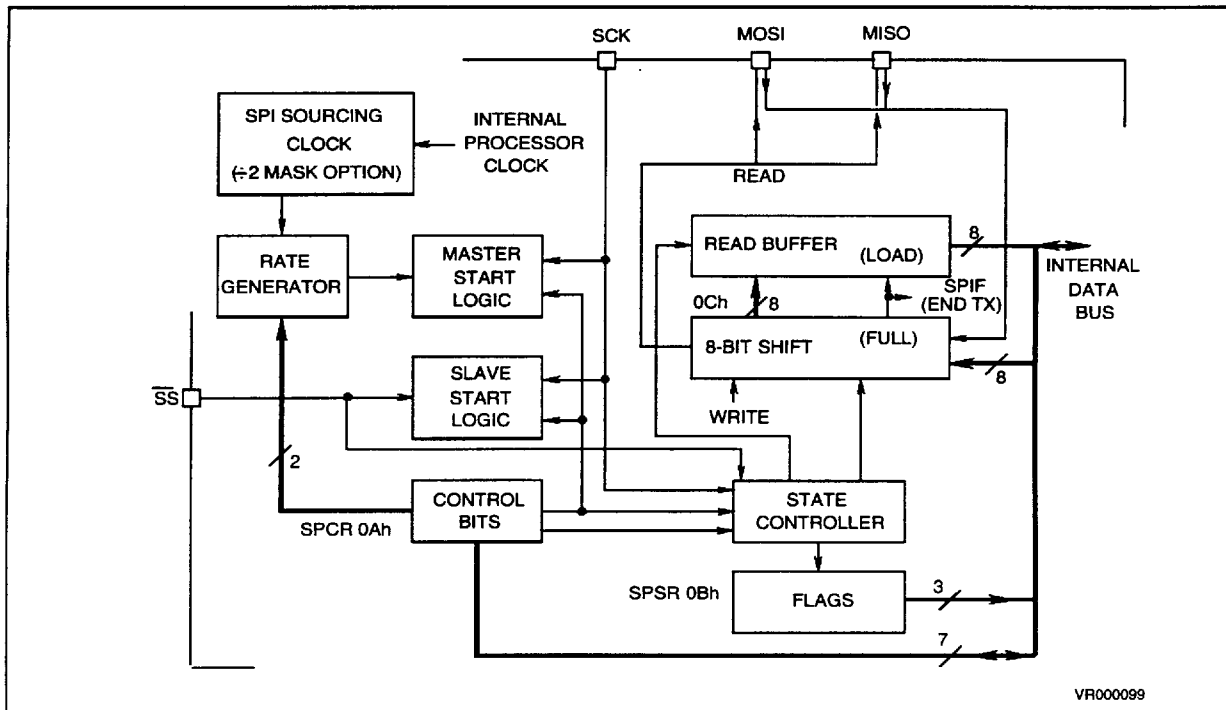 SCK
MOSI
MISO
SPI SOURCING
CLOCK
(÷2 MASK OPTION)
INTERNAL
PROCESSOR
CLOCK
READ
RATE
GENERATOR
MASTER
START
LOGIC
READ BUFFER
(LOAD)
8
INTERNAL
DATA
BUS
0Ch
8
SPIF
(END TX)
8-BIT SHIFT
(FULL)
8
SS
SLAVE
START
LOGIC
WRITE
2
SPCR 0Ah
CONTROL
BITS
STATE
CONTROLLER
SPSR 0Bh
FLAGS
3
7
VR000099